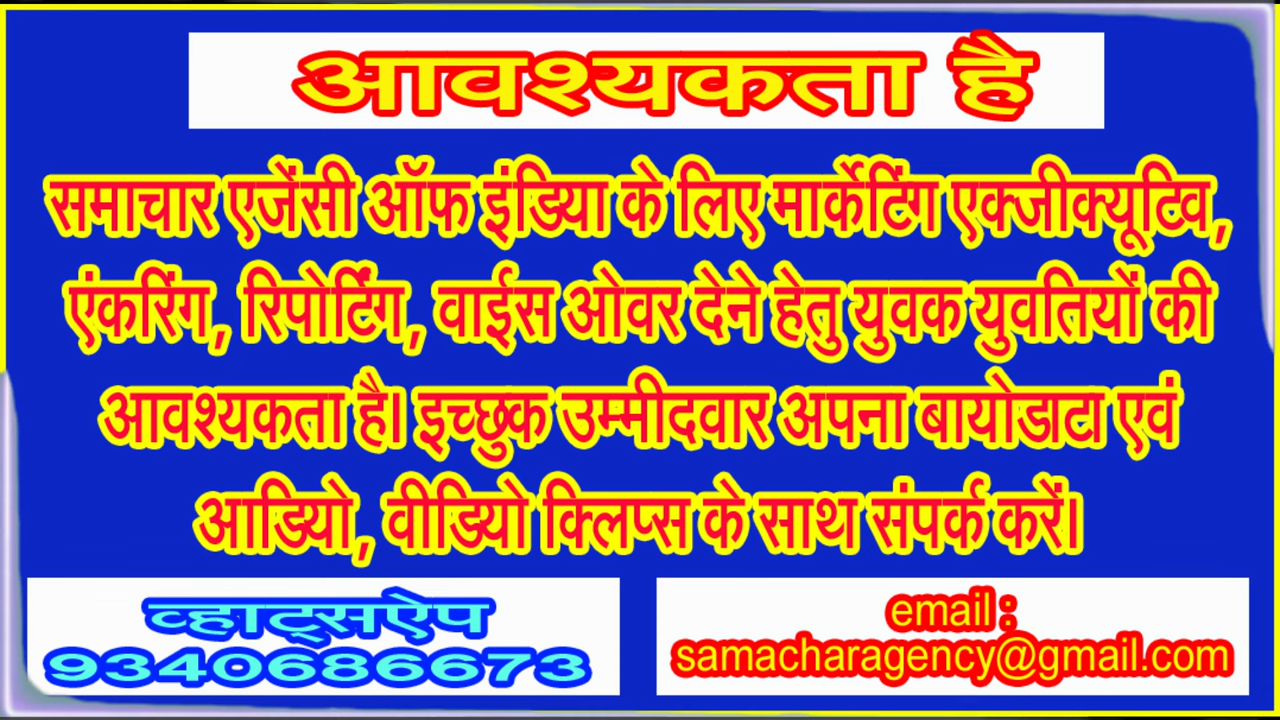 आवश्यकता है
समाचार एजेंसी ऑफ इंडिया के लिए मार्केटिंग एक्जीक्यूटिव,
एंकरिंग, रिपोर्टिंग, वाईस ओवर देने हेतु युवक युवतियों की
आवश्यकता है। इच्छुक उम्मीदवार अपना बायोडाटा एवं
आडियो, वीडियो क्लिप्स के साथ संपर्क करें।
व्हाट्सऐप
9340686673
email :
samacharagency@gmail.com